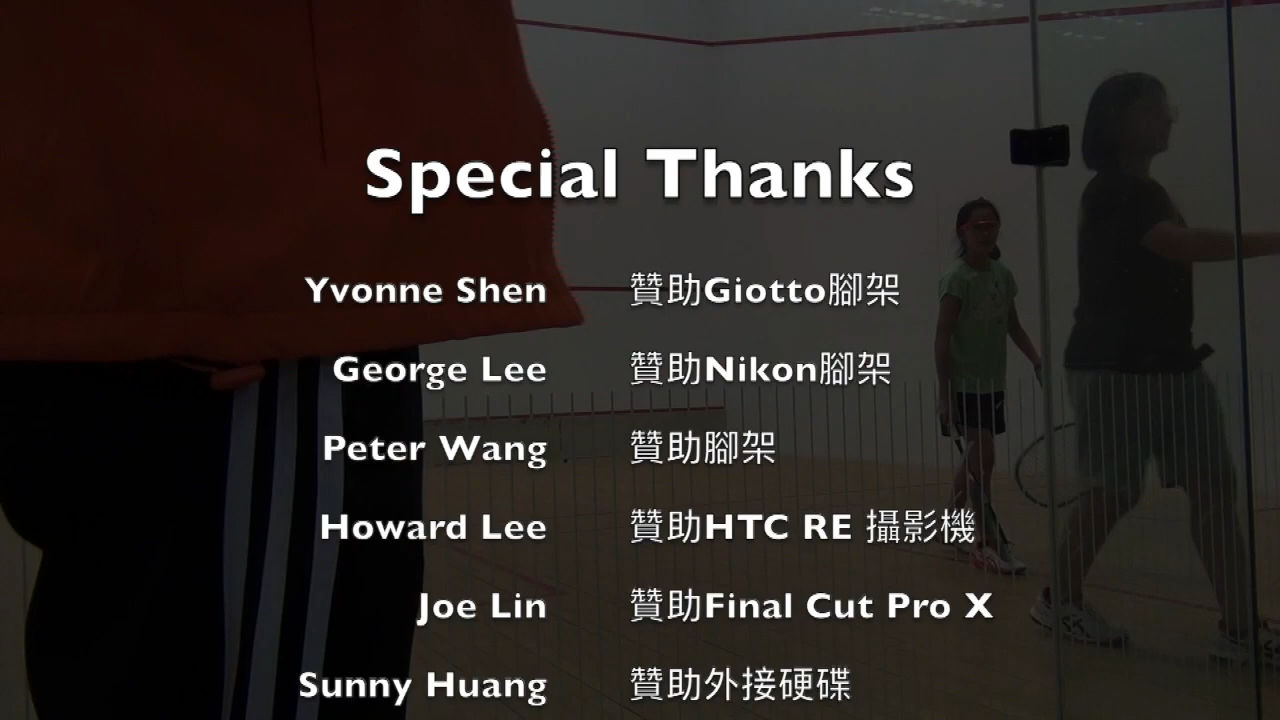 Special Thanks
Yvonne Shen 贊助Giotto腳架
George Lee 贊助Nikon腳架
Peter Wang 贊助腳架
Howard Lee 贊助HTC RE 攝影機
Joe Lin 贊助Final Cut Pro X
Sunny Huang 贊助外接硬碟